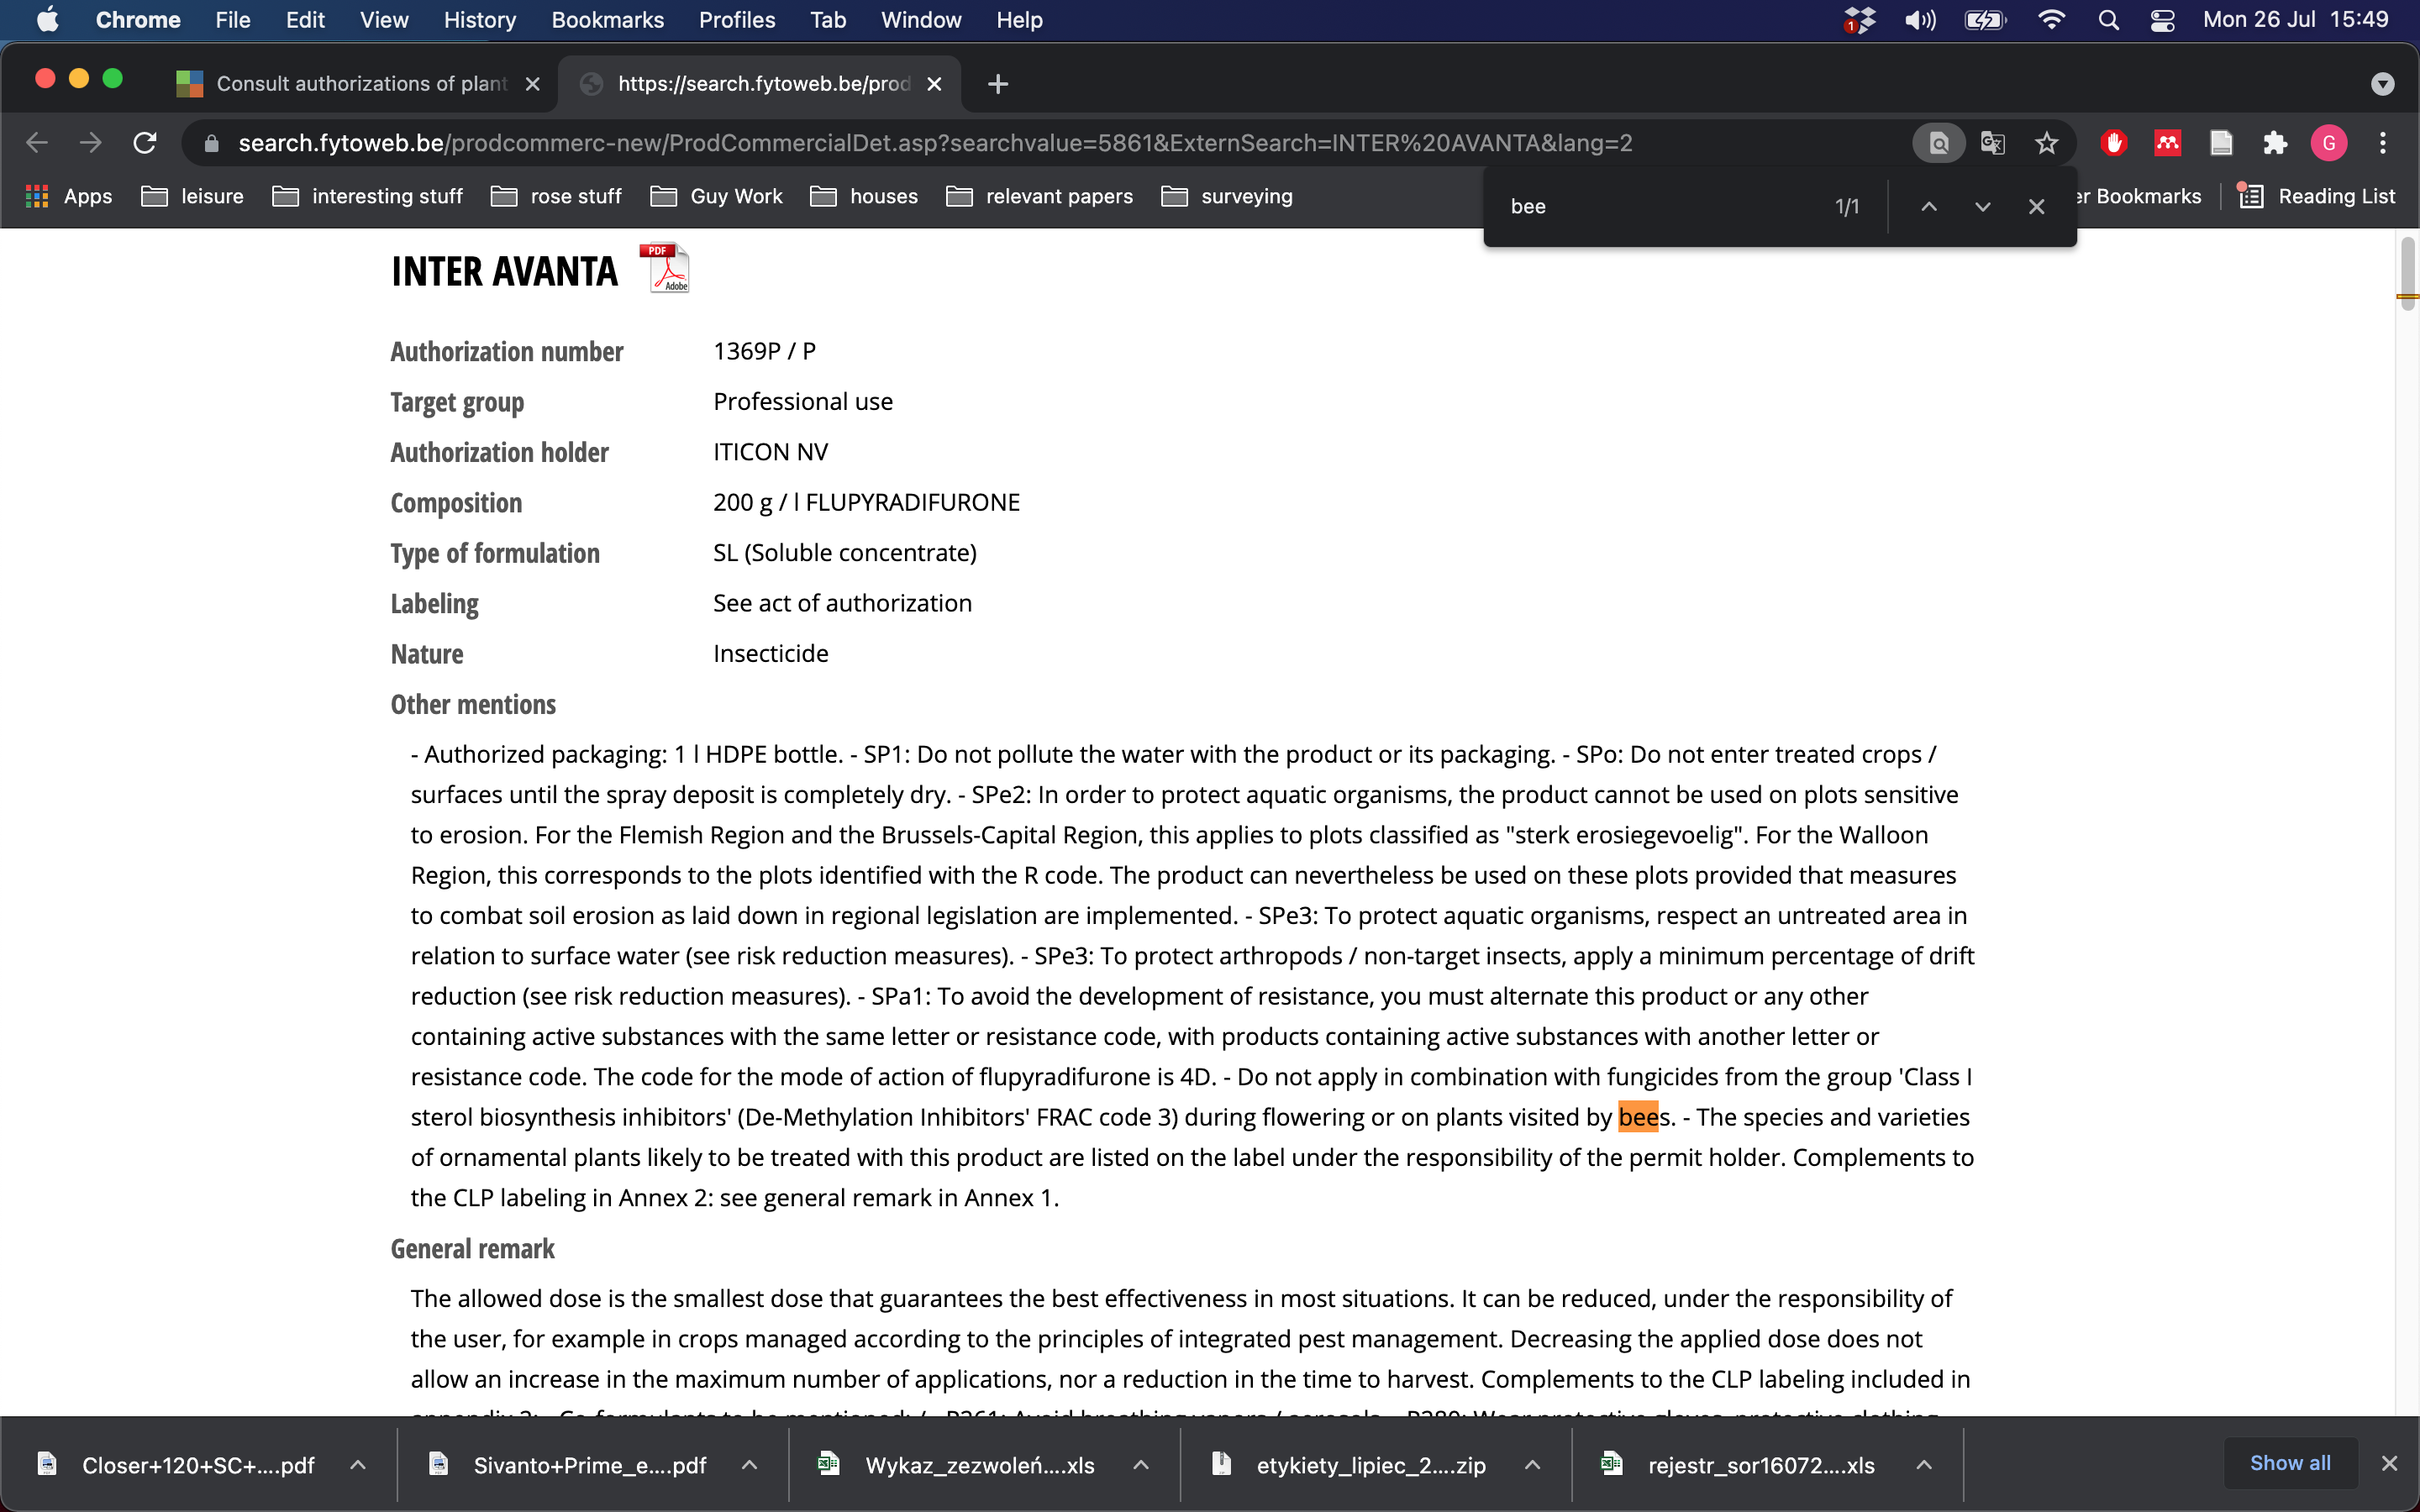 Chrome File Edit View History Bookmarks Profiles Tab Window Help 1 Mon 26 Jul 15:49
Consult authorizations of plant https://search.fytoweb.be/prod
search.fytoweb.be/prodcommerc-new/ProdCommercialDet.asp?searchvalue=5861&ExternSearch=INTER%20AVANTA&lang=2 G
Apps leisure interesting stuff rose stuff Guy Work houses relevant papers surveying bee 1/1 er Bookmarks Reading List
INTER AVANTA PDF Adobe
Authorization number 1369P / P
Target group Professional use
Authorization holder ITICON NV
Composition 200 g / l FLUPYRADIFURONE
Type of formulation SL (Soluble concentrate)
Labeling See act of authorization
Nature Insecticide
Other mentions
- Authorized packaging: 1 l HDPE bottle. - SP1: Do not pollute the water with the product or its packaging. - SPo: Do not enter treated crops /
surfaces until the spray deposit is completely dry. - SPe2: In order to protect aquatic organisms, the product cannot be used on plots sensitive
to erosion. For the Flemish Region and the Brussels-Capital Region, this applies to plots classified as "sterk erosiegevoelig". For the Walloon
Region, this corresponds to the plots identified with the R code. The product can nevertheless be used on these plots provided that measures
to combat soil erosion as laid down in regional legislation are implemented. - SPe3: To protect aquatic organisms, respect an untreated area in
relation to surface water (see risk reduction measures). - SPe3: To protect arthropods / non-target insects, apply a minimum percentage of drift
reduction (see risk reduction measures). - SPa1: To avoid the development of resistance, you must alternate this product or any other
containing active substances with the same letter or resistance code, with products containing active substances with another letter or
resistance code. The code for the mode of action of flupyradifurone is 4D. - Do not apply in combination with fungicides from the group 'Class I
sterol biosynthesis inhibitors' (De-Methylation Inhibitors' FRAC code 3) during flowering or on plants visited by bees. - The species and varieties
of ornamental plants likely to be treated with this product are listed on the label under the responsibility of the permit holder. Complements to
the CLP labeling in Annex 2: see general remark in Annex 1.
General remark
The allowed dose is the smallest dose that guarantees the best effectiveness in most situations. It can be reduced, under the responsibility of
the user, for example in crops managed according to the principles of integrated pest management. Decreasing the applied dose does not
allow an increase in the maximum number of applications, nor a reduction in the time to harvest. Complements to the CLP labeling included in
appendix 2: - Co-formulants to be mentioned: / - P261: Avoid breathing vapors / aerosols. - P280: Wear protective gloves, protective clothing
Closer+120+SC+....pdf Sivanto+Prime_e....pdf Wykaz_zezwoleń....xls etykiety_lipiec_2....zip rejestr_sor16072....xls Show all